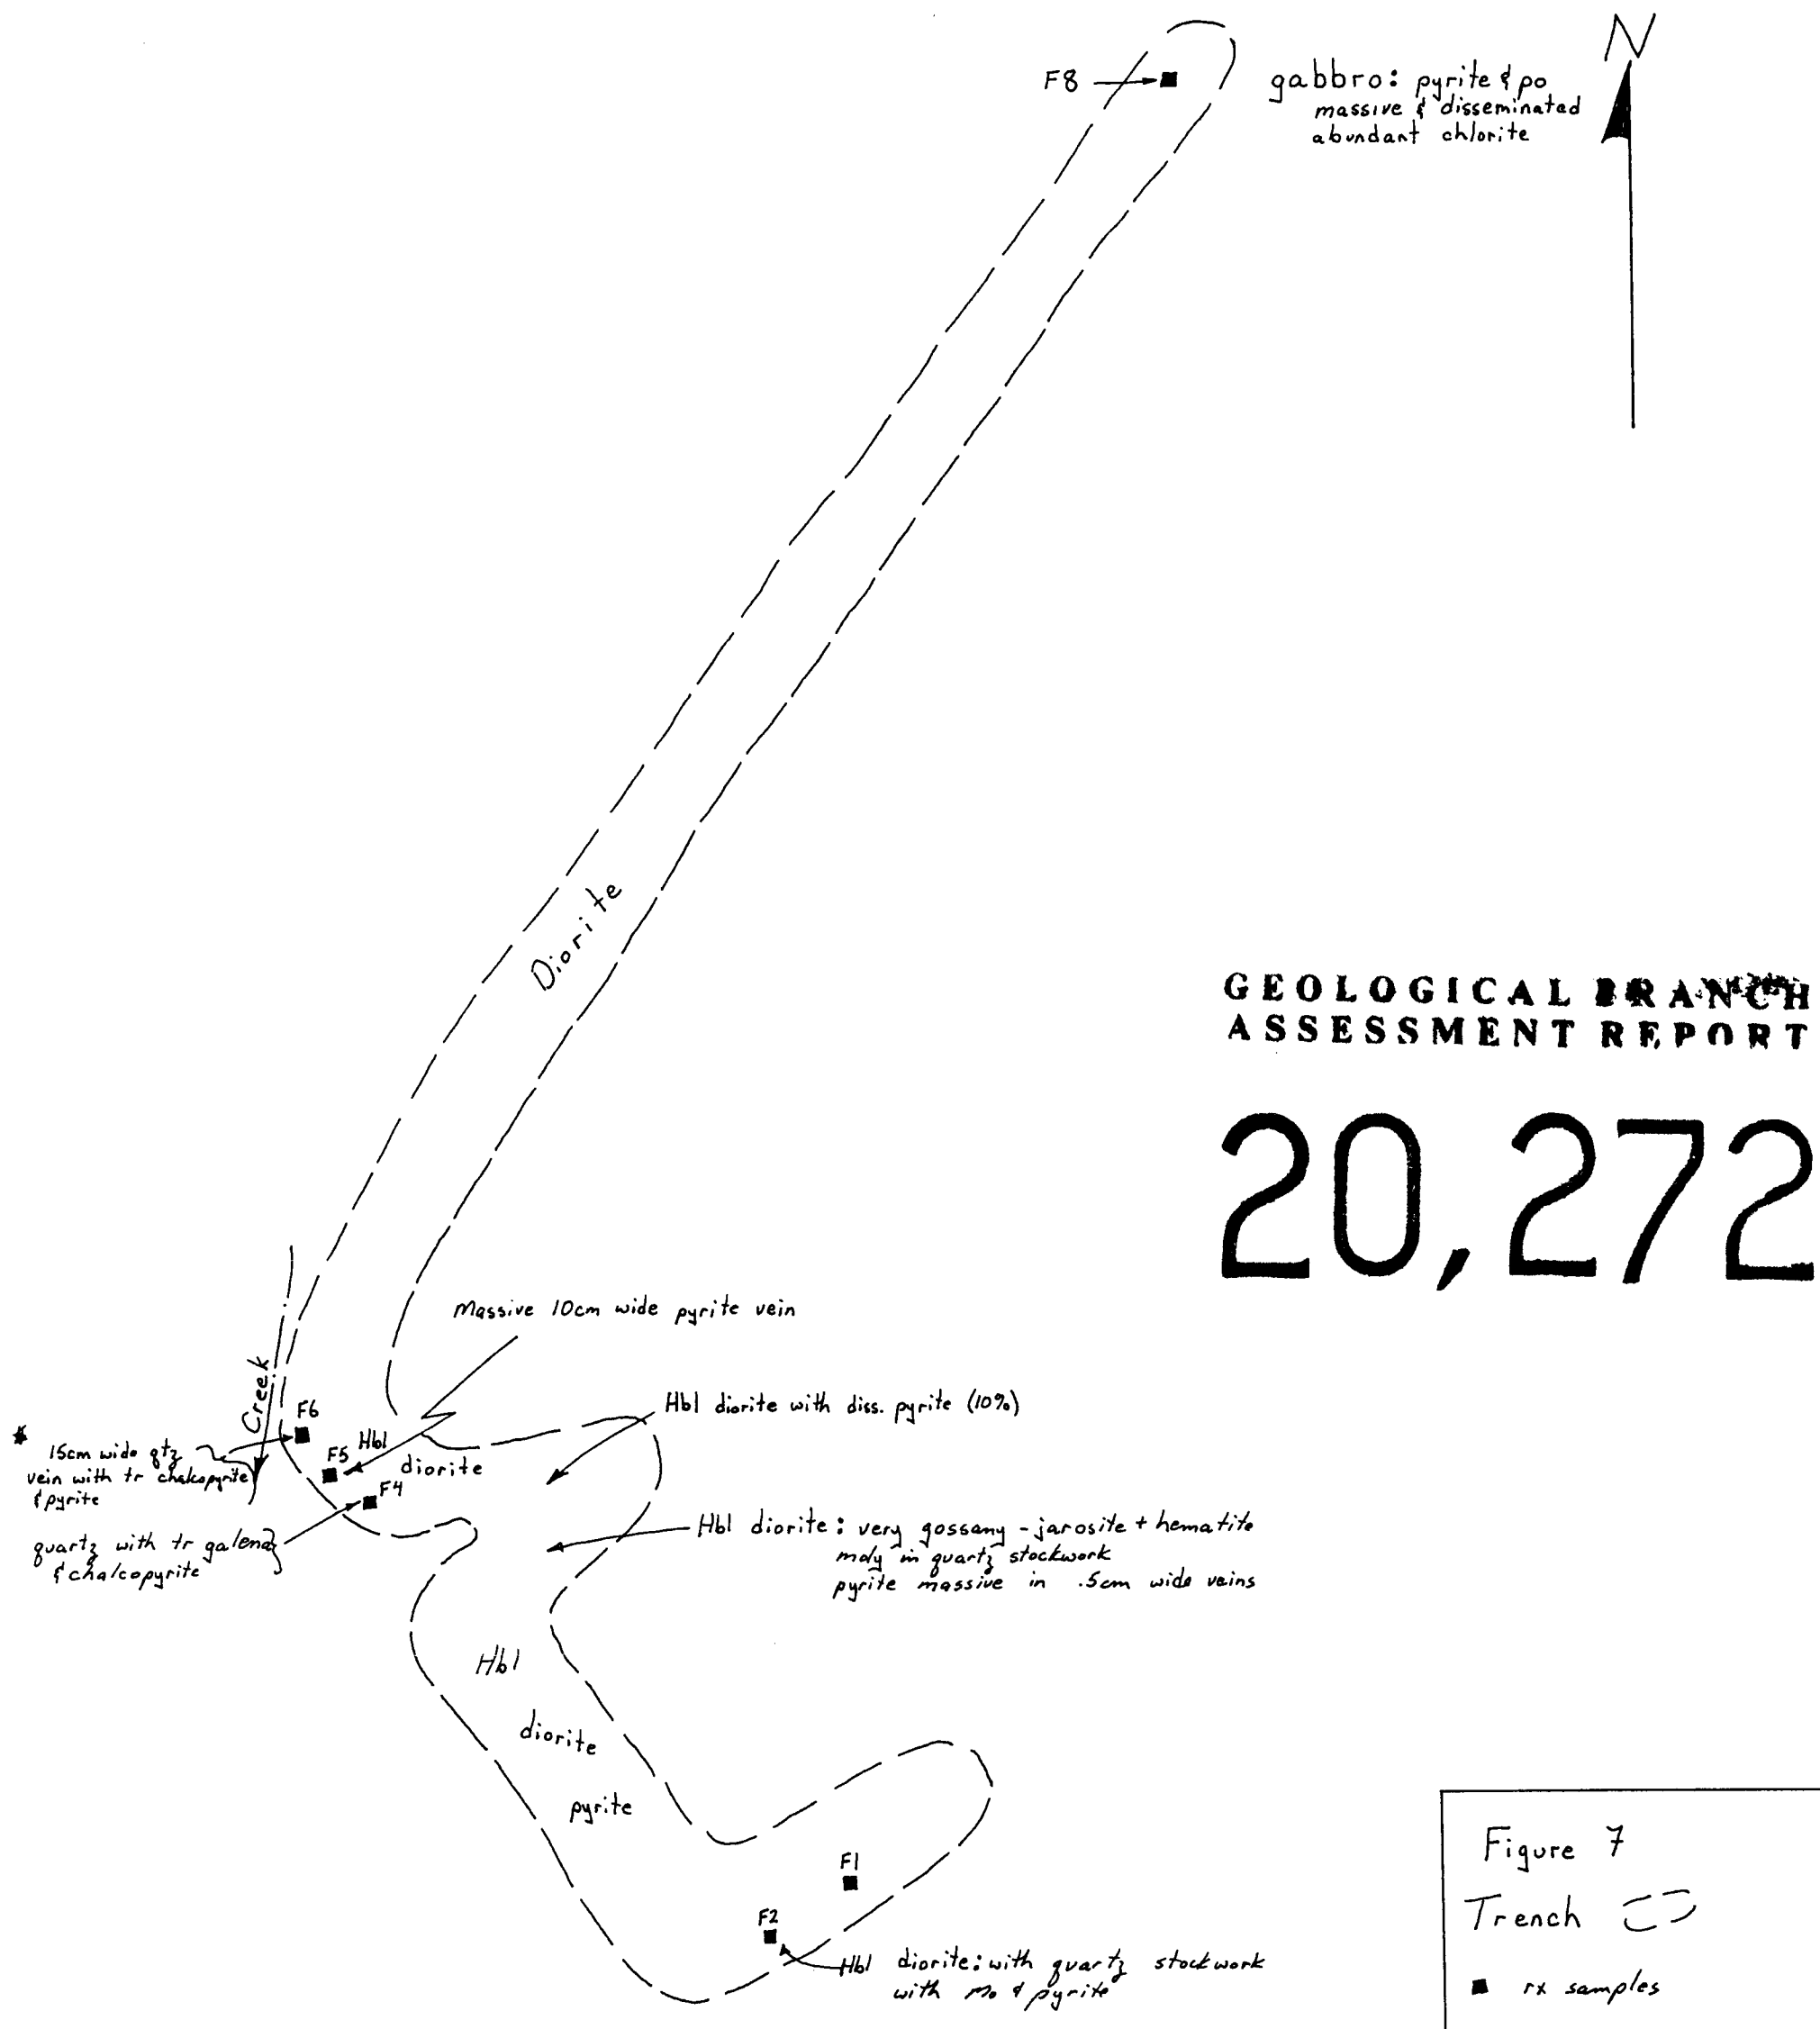 N
F8
gabbro: pyrite & po
massive & disseminated
abundant chlorite
Diorite
GEOLOGICAL BRANCH
ASSESSMENT REPORT
20,272
Massive 10cm wide pyrite vein
Creek
Hbl diorite with diss. pyrite (10%)
F6
15cm wide qtz
vein with tr chalcopyrite
& pyrite
F5
Hbl
diorite
F4
quartz with tr galena
& chalcopyrite
Hbl diorite: very gossany - jarosite + hematite
moly in quartz stockwork
pyrite massive in .5cm wide veins
Hbl
diorite
pyrite
F1
F2
Hbl diorite: with quartz stockwork
with Mo & pyrite
Figure 7
Trench
rx samples